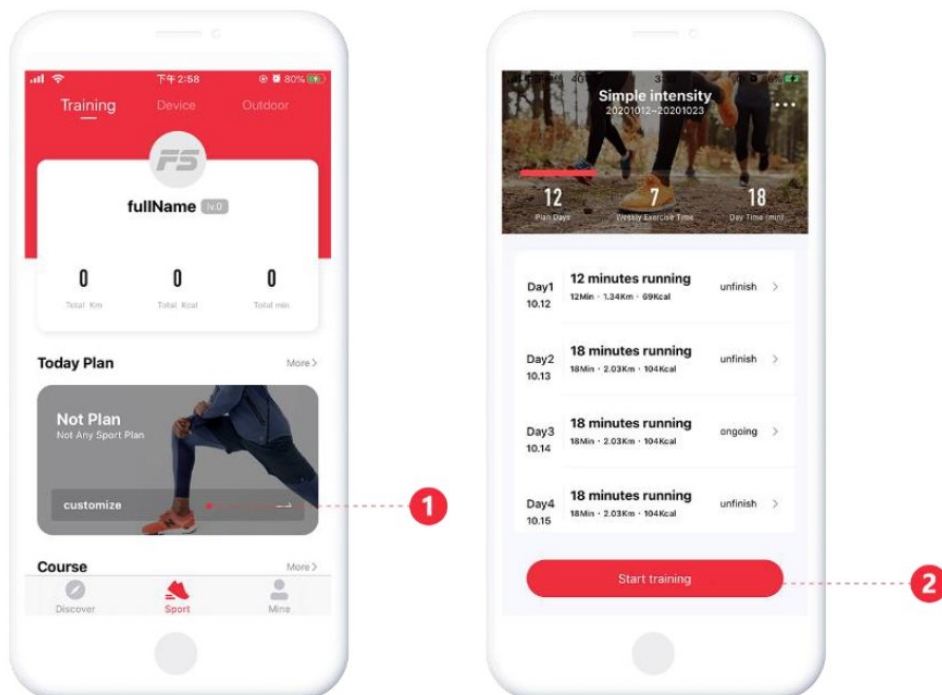 下午2:58
80%
Training
Device
Outdoor
FS
fullName lv.0
0
0
0
Total Km
Total Kcal
Total min
Today Plan
More >
Not Plan
Not Any Sport Plan
customize
Course
More >
Discover
Sport
Mine
1
Simple intensity
20201012~20201023
12
7
18
Plan Days
Weekly Exercise Time
Day Time (min)
Day1
10.12
12 minutes running
12Min · 1.34Km · 69Kcal
unfinish >
Day2
10.13
18 minutes running
18Min · 2.03Km · 104Kcal
unfinish >
Day3
10.14
18 minutes running
18Min · 2.03Km · 104Kcal
ongoing >
Day4
10.15
18 minutes running
18Min · 2.03Km · 104Kcal
unfinish >
Start training
2